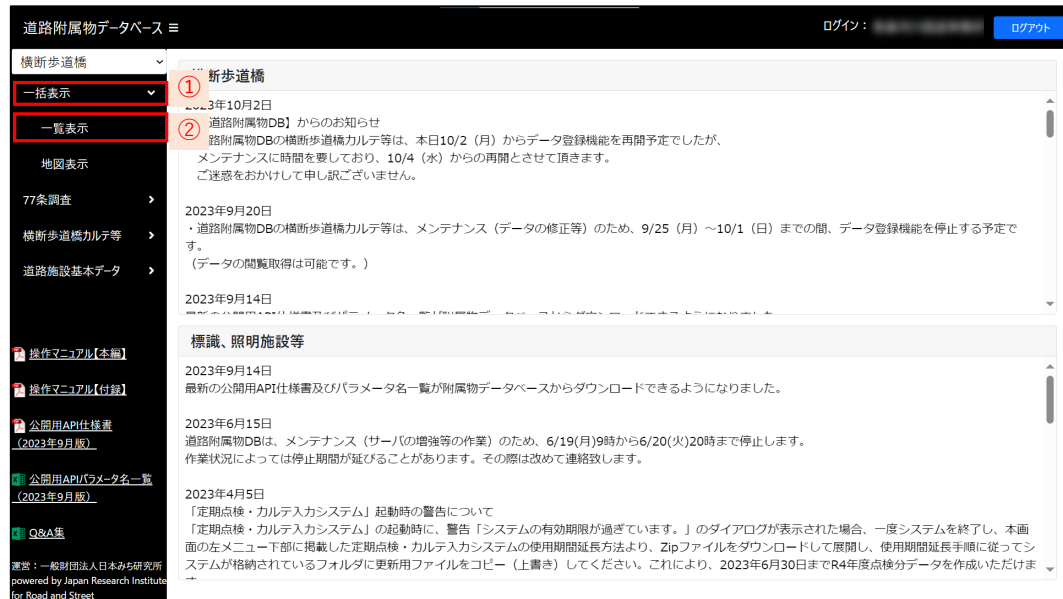 道路附属物データベース ≡
ログイン：
ログアウト
横断歩道橋
一括表示
①
一覧表示
②
地図表示
77条調査
横断歩道橋カルテ等
道路施設基本データ
操作マニュアル【本編】
操作マニュアル【付録】
公開用API仕様書
（2023年9月版）
公開用APIパラメータ名一覧
（2023年9月版）
Q&A集
運営：一般財団法人日本みち研究所
powered by Japan Research Institute
for Road and Street
断歩道橋
2023年10月2日
道路附属物DB】からのお知らせ
路附属物DBの横断歩道橋カルテ等は、本日10/2（月）からデータ登録機能を再開予定でしたが、
メンテナンスに時間を要しており、10/4（水）からの再開とさせて頂きます。
ご迷惑をおかけして申し訳ございません。
2023年9月20日
・道路附属物DBの横断歩道橋カルテ等は、メンテナンス（データの修正等）のため、9/25（月）～10/1（日）までの間、データ登録機能を停止する予定で
す。
（データの閲覧取得は可能です。）
2023年9月14日
標識、照明施設等
2023年9月14日
最新の公開用API仕様書及びパラメータ名一覧が附属物データベースからダウンロードできるようになりました。
2023年6月15日
道路附属物DBは、メンテナンス（サーバの増強等の作業）のため、6/19(月)9時から6/20(火)20時まで停止します。
作業状況によっては停止期間が延びることがあります。その際は改めて連絡致します。
2023年4月5日
「定期点検・カルテ入力システム」起動時の警告について
「定期点検・カルテ入力システム」の起動時に、警告「システムの有効期限が過ぎています。」のダイアログが表示された場合、一度システムを終了し、本画
面の左メニュー下部に掲載した定期点検・カルテ入力システムの使用期間延長方法より、Zipファイルをダウンロードして展開し、使用期間延長手順に従ってシ
ステムが格納されているフォルダに更新用ファイルをコピー（上書き）してください。これにより、2023年6月30日までR4年度点検分データを作成いただけま